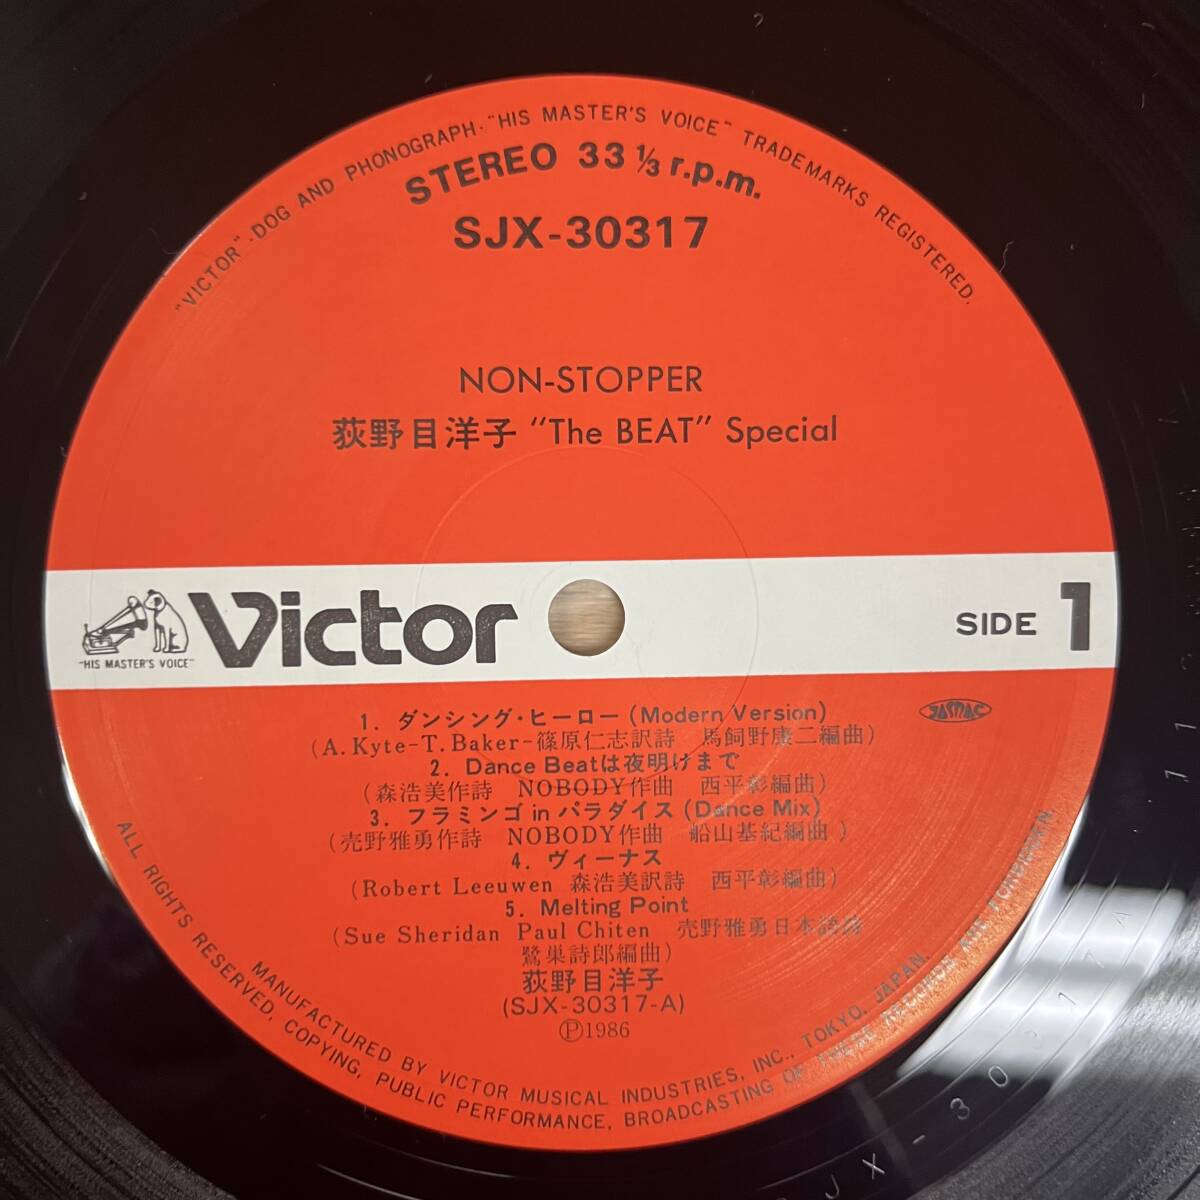 "VICTOR"-DOG AND PHONOGRAPH·"HIS MASTER'S VOICE" TRADEMARKS REGISTERED.
STEREO 33 1/3 r.p.m.
SJX-30317
NON-STOPPER
荻野目洋子 "The BEAT" Special
"HIS MASTER'S VOICE"
Victor
SIDE 1
1. ダンシング・ヒーロー (Modern Version)
JASRAC
(A. Kyte-T. Baker-篠原仁志訳詩 馬飼野康二編曲)
2. Dance Beatは夜明けまで
(森浩美作詩 NOBODY作曲 西平彰編曲)
3. フラミンゴ in パラダイス (Dance Mix)
(売野雅勇作詩 NOBODY作曲 船山基紀編曲)
4. ヴィーナス
(Robert Leeuwen 森浩美訳詩 西平彰編曲)
5. Melting Point
(Sue Sheridan Paul Chiten 売野雅勇日本語詩
鷺巣詩郎編曲)
荻野目洋子
(SJX-30317-A)
Ⓟ1986
MANUFACTURED BY VICTOR MUSICAL INDUSTRIES, INC., TOKYO, JAPAN.
ALL RIGHTS RESERVED, COPYING, PUBLIC PERFORMANCE, BROADCASTING OF THESE RECORDS ARE FORBIDDEN.